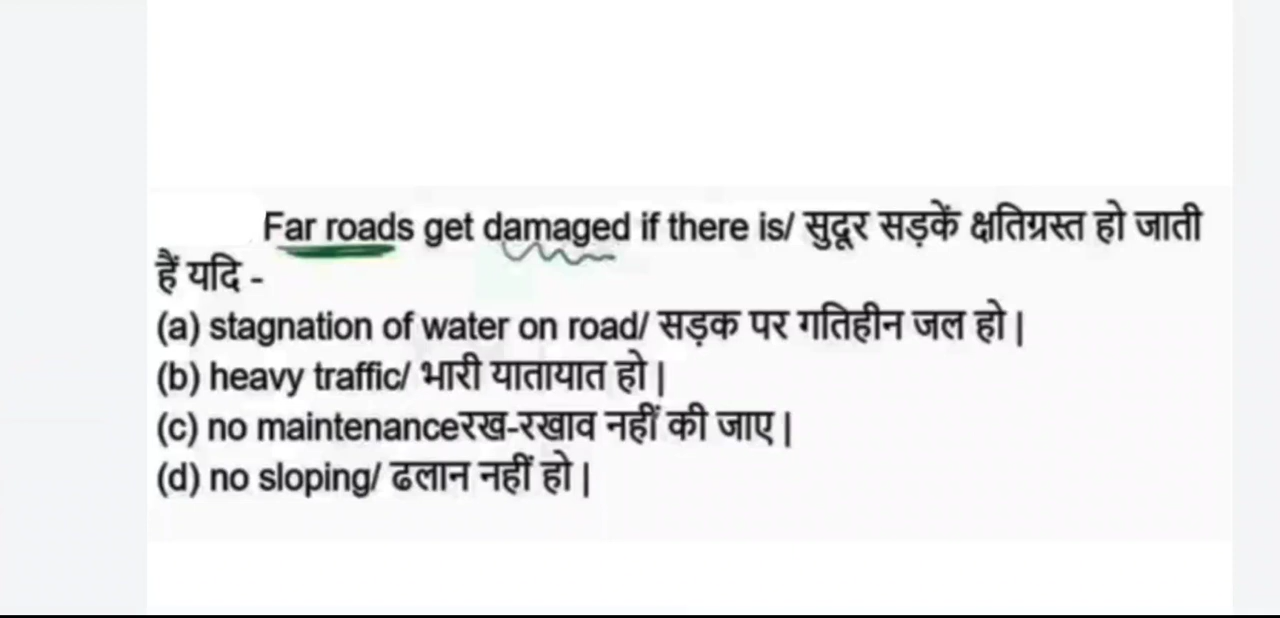 Far roads get damaged if there is/ सुदूर सड़कें क्षतिग्रस्त हो जाती
हैं यदि -
(a) stagnation of water on road/ सड़क पर गतिहीन जल हो |
(b) heavy traffic/ भारी यातायात हो |
(c) no maintenanceरख-रखाव नहीं की जाए |
(d) no sloping/ ढलान नहीं हो |